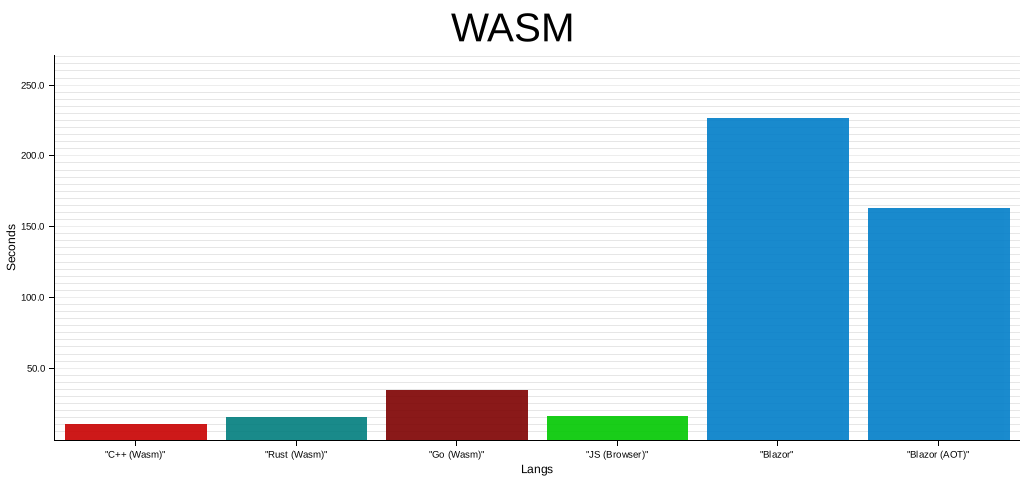 WASM
Seconds
250.0
200.0
150.0
100.0
50.0
"C++ (Wasm)"
"Rust (Wasm)"
"Go (Wasm)"
"JS (Browser)"
"Blazor"
"Blazor (AOT)"
Langs